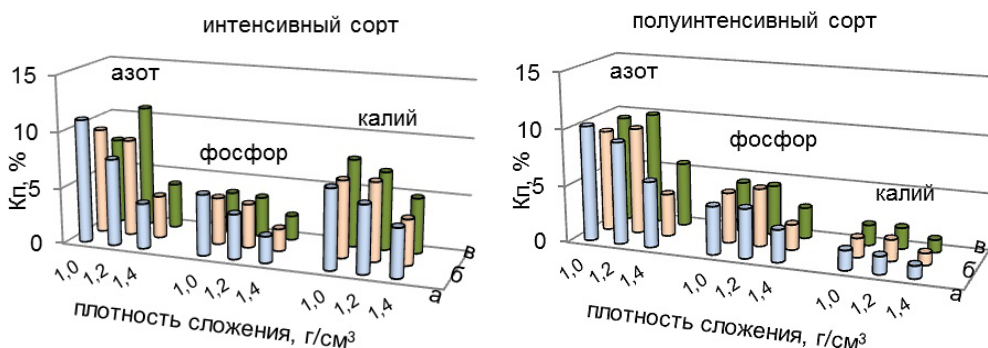 интенсивный сорт
15
10
5
0
Кп, %
азот
фосфор
калий
1,0
1,2
1,4
1,0
1,2
1,4
1,0
1,2
1,4
а
б
в
плотность сложения, г/см³
полуинтенсивный сорт
15
10
5
0
Кп, %
азот
фосфор
калий
1,0
1,2
1,4
1,0
1,2
1,4
1,0
1,2
1,4
а
б
в
плотность сложения, г/см³